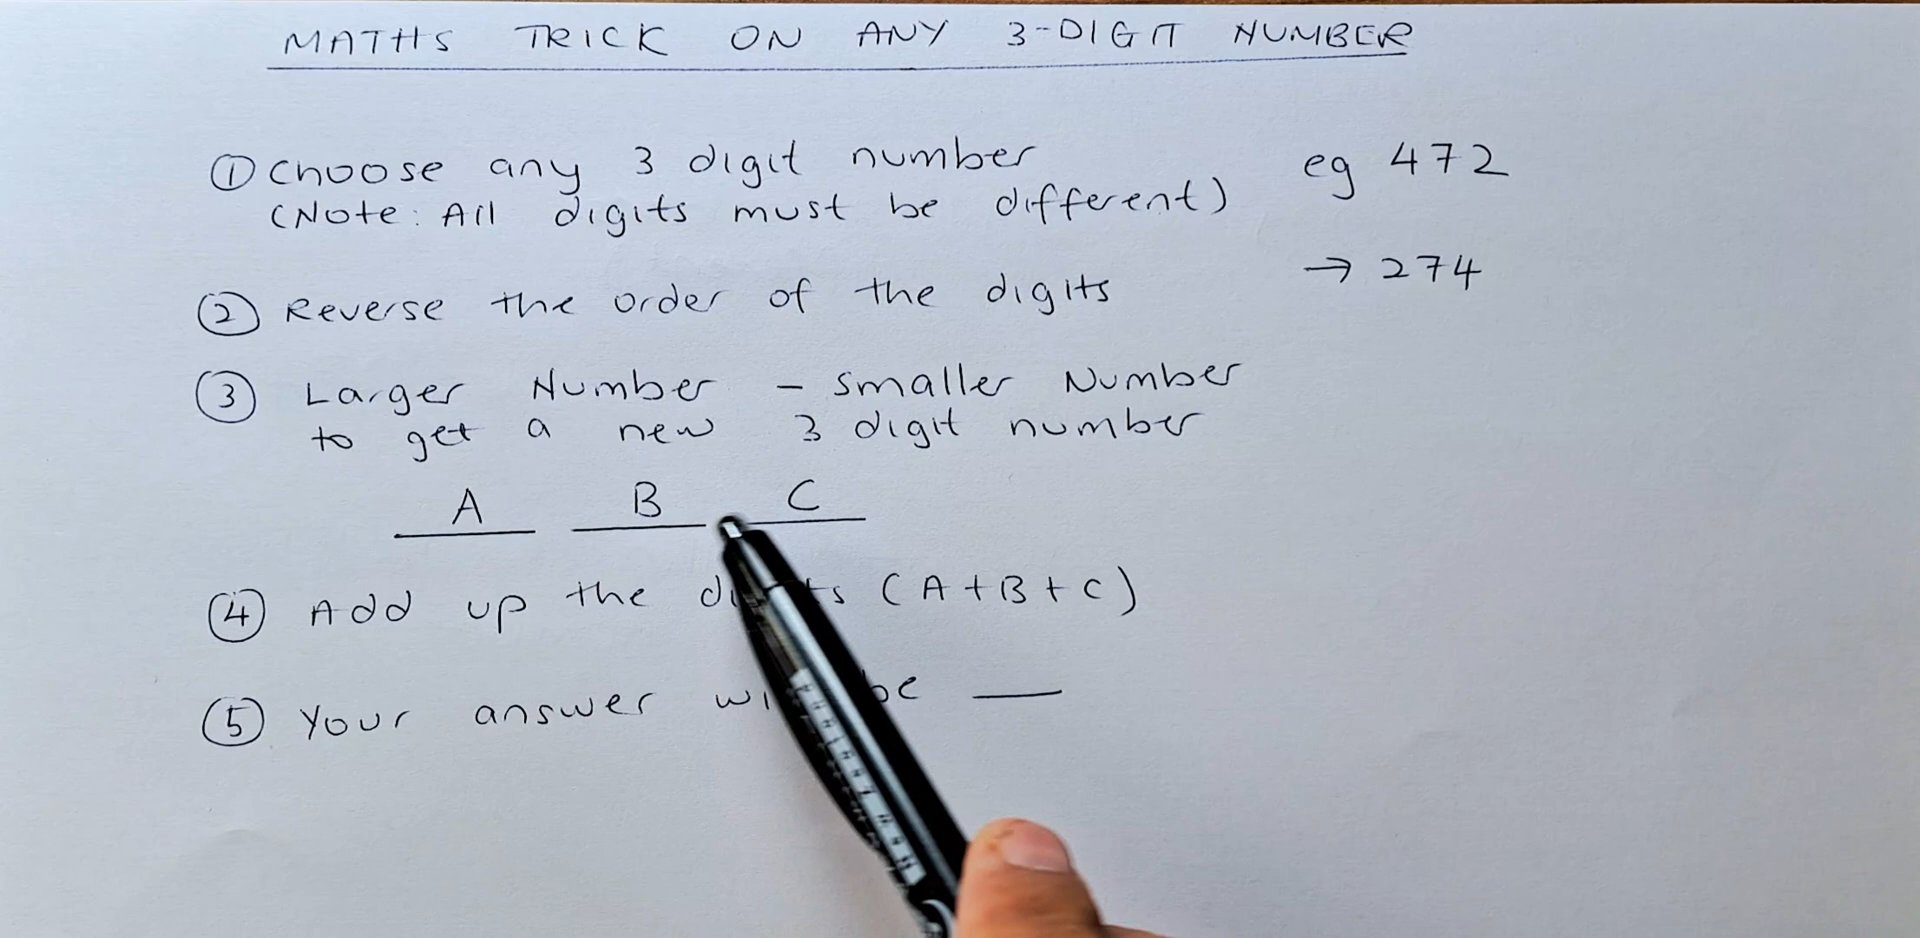 MATHS TRICK ON ANY 3-DIGIT NUMBER
① Choose any 3 digit number eg 472
(Note: All digits must be different)
② Reverse the order of the digits → 274
③ Larger Number - smaller Number
to get a new 3 digit number
A B C
④ Add up the (A+B+C)
⑤ Your answer be __